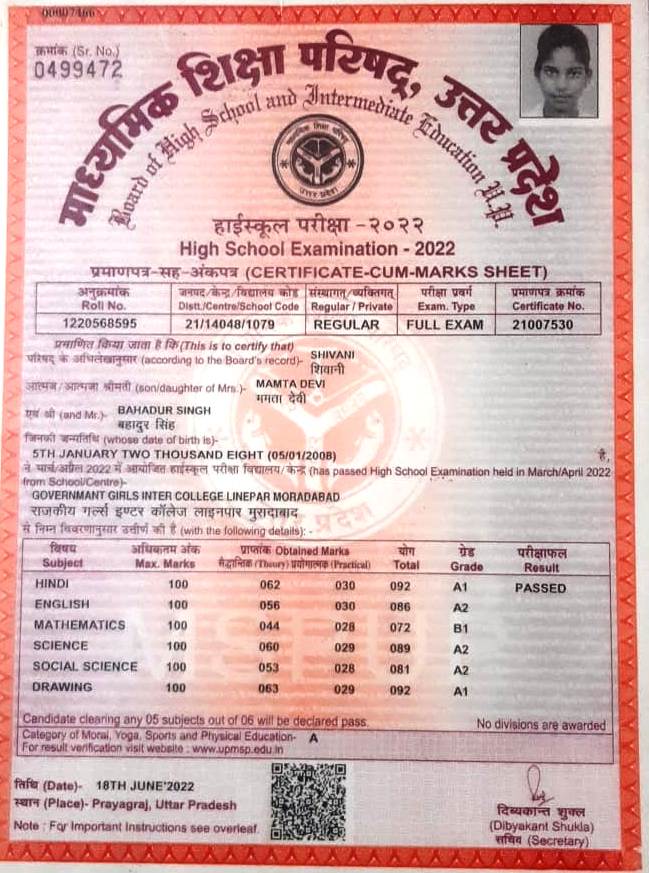 00007466
क्रमांक (Sr. No.)
0499472
माध्यमिक शिक्षा परिषद्, उत्तर प्रदेश
Board of High School and Intermediate Education U.P.
हाईस्कूल परीक्षा -२०२२
High School Examination - 2022
प्रमाणपत्र-सह-अंकपत्र (CERTIFICATE-CUM-MARKS SHEET)
अनुक्रमांक जनपद/केन्द्र/विद्यालय कोड संस्थागत/व्यक्तिगत परीक्षा प्रवर्ग प्रमाणपत्र क्रमांक
Roll No. Distt./Centre/School Code Regular / Private Exam. Type Certificate No.
1220568595 21/14048/1079 REGULAR FULL EXAM 21007530
प्रमाणित किया जाता है कि(This is to certify that)
परिषद के अभिलेखानुसार (according to the Board's record)- SHIVANI
शिवानी
आत्मज/आत्मजा श्रीमती (son/daughter of Mrs.)- MAMTA DEVI
ममता देवी
एवं श्री (and Mr.)- BAHADUR SINGH
बहादुर सिंह
जिनकी जन्मतिथि (whose date of birth is)-
5TH JANUARY TWO THOUSAND EIGHT (05/01/2008) है,
ने मार्च/अप्रैल 2022 में आयोजित हाईस्कूल परीक्षा विद्यालय/केन्द्र (has passed High School Examination held in March/April 2022
from School/Centre)-
GOVERNMANT GIRLS INTER COLLEGE LINEPAR MORADABAD
राजकीय गर्ल्स इण्टर कॉलेज लाइनपार मुरादाबाद
से निम्न विवरणानुसार उत्तीर्ण की है (with the following details): -
विषय अधिकतम अंक प्राप्तांक Obtained Marks योग ग्रेड परीक्षाफल
Subject Max. Marks सैद्धान्तिक (Theory) प्रयोगात्मक (Practical) Total Grade Result
HINDI 100 062 030 092 A1 PASSED
ENGLISH 100 056 030 086 A2
MATHEMATICS 100 044 028 072 B1
SCIENCE 100 060 029 089 A2
SOCIAL SCIENCE 100 053 028 081 A2
DRAWING 100 063 029 092 A1
Candidate clearing any 05 subjects out of 06 will be declared pass. No divisions are awarded
Category of Moral, Yoga, Sports and Physical Education- A
For result verification visit website : www.upmsp.edu.in
तिथि (Date)- 18TH JUNE'2022
स्थान (Place)- Prayagraj, Uttar Pradesh
Note : For Important Instructions see overleaf.
दिब्यकान्त शुक्ल
(Dibyakant Shukla)
सचिव (Secretary)